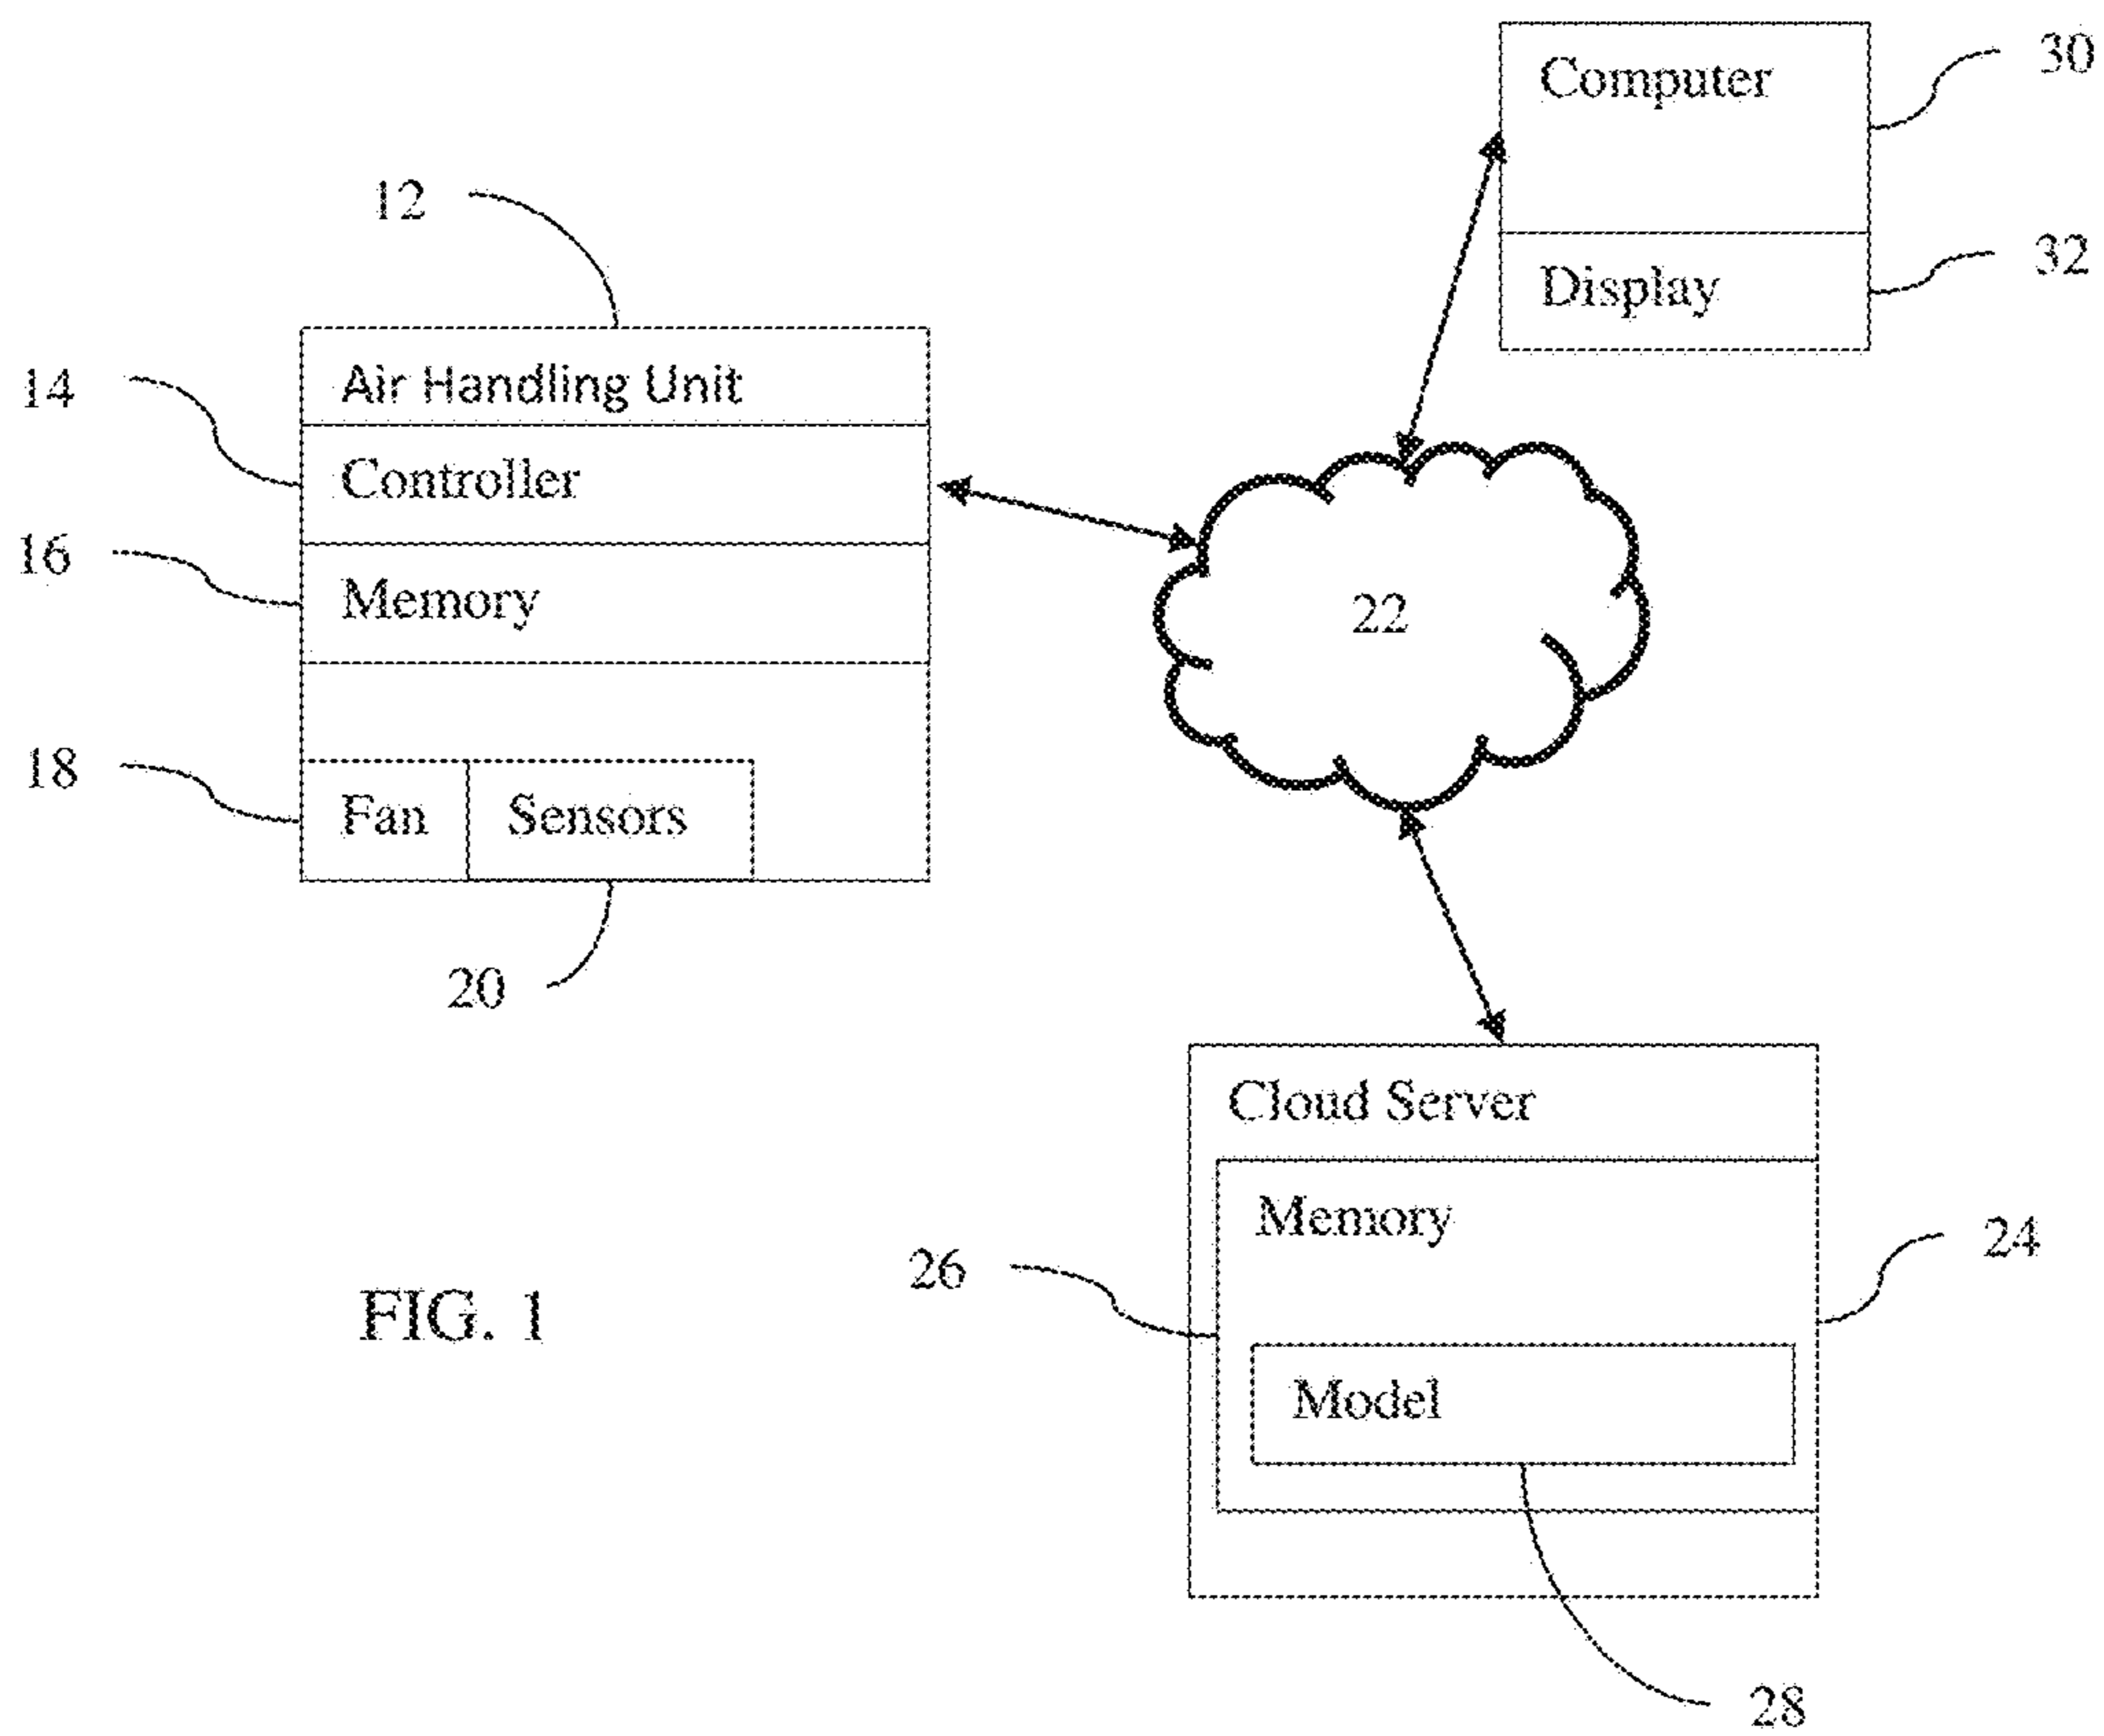 Computer
30
12
Display
32
Air Handling Unit
14
Controller
16
Memory
22
18
Fan
Sensors
20
Cloud Server
Memory
24
26
FIG. 1
Model
28